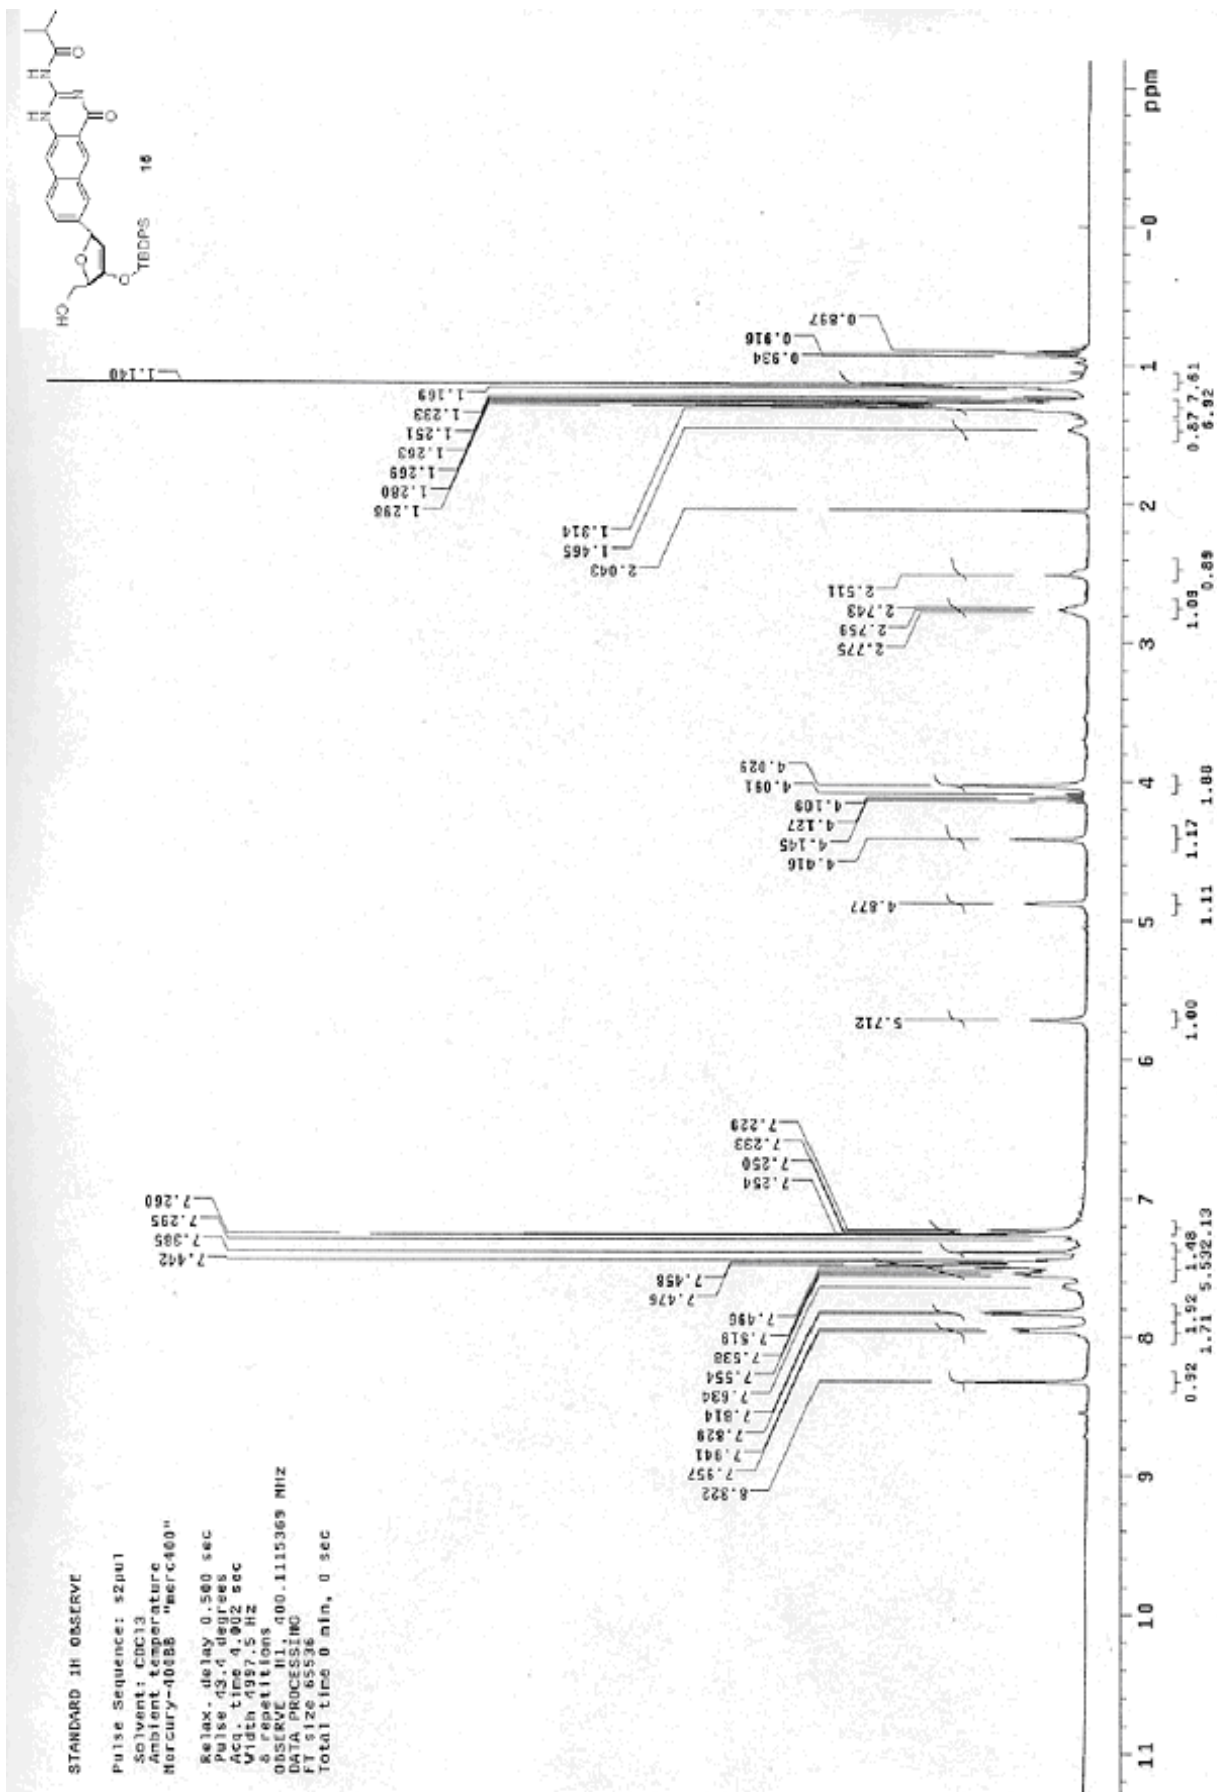 STANDARD 1H OBSERVE
Pulse Sequence: s2pul
Solvent: CDCl3
Ambient temperature
Mercury-400BB "merc400"
Relax. delay 0.500 sec
Pulse 43.4 degrees
Acq. time 4.002 sec
Width 4997.5 Hz
8 repetitions
OBSERVE H1, 400.1115369 MHz
DATA PROCESSING
FT size 65536
Total time 0 min, 0 sec
HO
O
O
TBDPS
H
N
H
N
N
O
O
16
8.322
7.957
7.941
7.829
7.814
7.634
7.554
7.538
7.519
7.496
7.476
7.458
7.442
7.385
7.295
7.260
7.254
7.250
7.233
7.229
5.712
4.877
4.416
4.145
4.127
4.109
4.091
4.029
2.775
2.759
2.743
2.511
2.043
1.465
1.314
1.298
1.280
1.269
1.263
1.251
1.233
1.169
1.140
0.934
0.916
0.897
11 10 9 8 7 6 5 4 3 2 1 -0 ppm
0.92
1.71
1.92
5.53
1.48
2.13
1.00
1.11
1.17
1.88
1.09
0.89
0.87
6.92
7.61